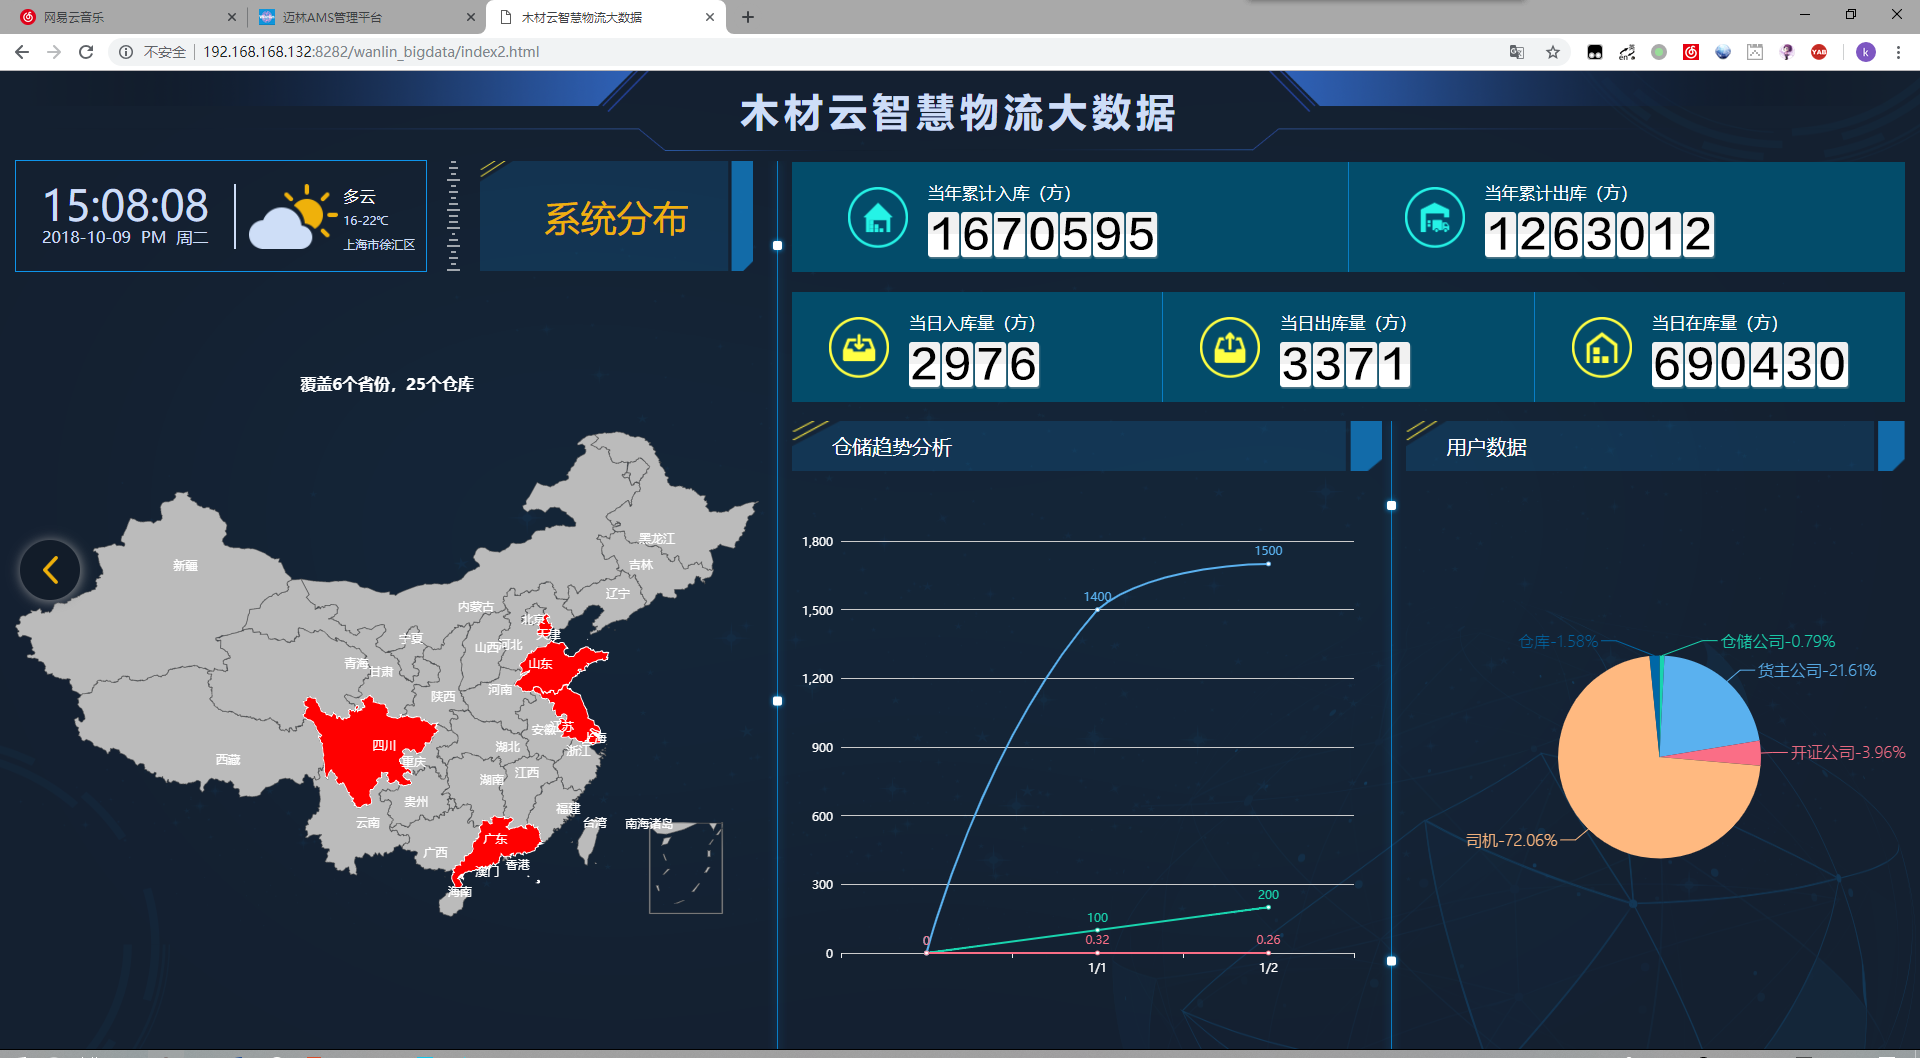 网易云音乐
迈林AMS管理平台
木材云智慧物流大数据
不安全
192.168.168.132:8282/wanlin_bigdata/index2.html
en
YAB
k
木材云智慧物流大数据
15:08:08
2018-10-09 PM 周二
多云
16-22℃
上海市徐汇区
系统分布
当年累计入库（方）
1670595
当年累计出库（方）
1263012
当日入库量（方）
2976
当日出库量（方）
3371
当日在库量（方）
690430
覆盖6个省份，25个仓库
黑龙江
新疆
吉林
辽宁
内蒙古
北京
天津
宁夏
山西
河北
青海
甘肃
山东
陕西
河南
安徽
江苏
上海
四川
湖北
浙江
西藏
重庆
湖南
江西
贵州
福建
云南
台湾
南海诸岛
广东
广西
香港
澳门
海南
仓储趋势分析
1,800
1,500
1,200
900
600
300
0
1500
1400
200
100
0
0.32
0.26
1/1
1/2
用户数据
仓库-1.58%
仓储公司-0.79%
货主公司-21.61%
开证公司-3.96%
司机-72.06%